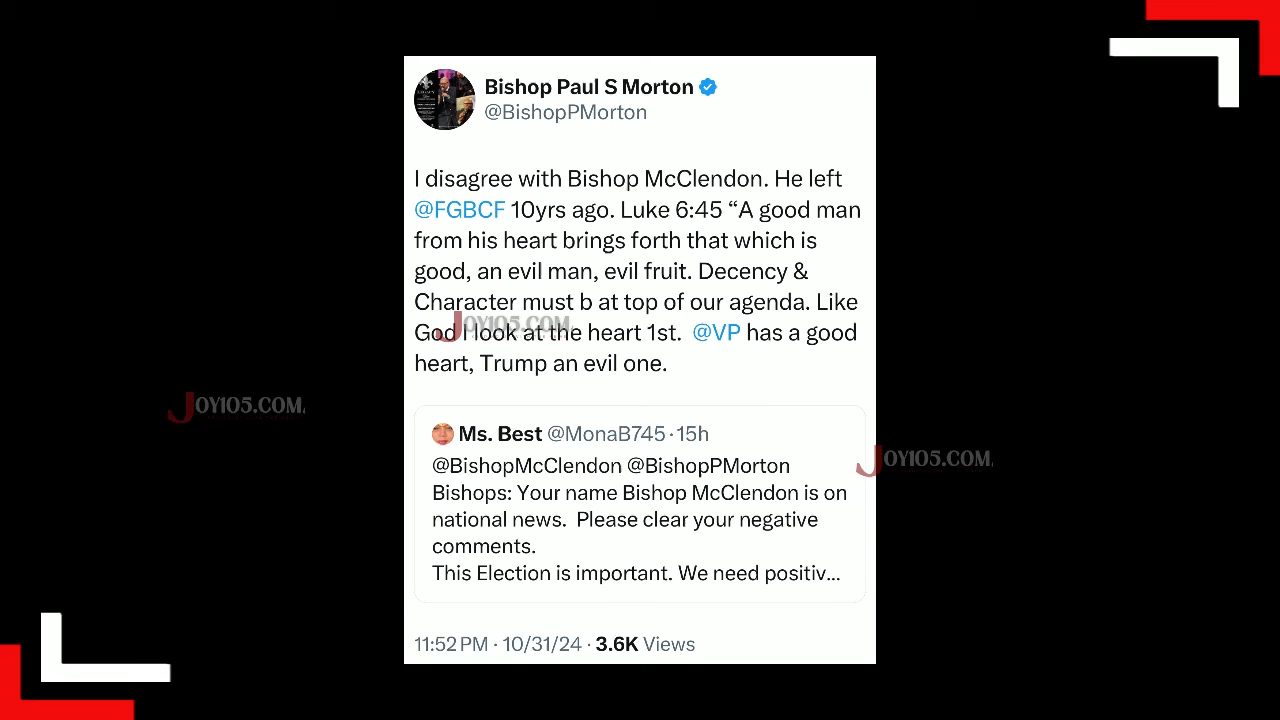 Bishop Paul S Morton
@BishopPMorton
I disagree with Bishop McClendon. He left
@FGBCF 10yrs ago. Luke 6:45 “A good man
from his heart brings forth that which is
good, an evil man, evil fruit. Decency &
Character must b at top of our agenda. Like
God I look at the heart 1st. @VP has a good
heart, Trump an evil one.
Ms. Best @MonaB745 · 15h
@BishopMcClendon @BishopPMorton
Bishops: Your name Bishop McClendon is on
national news. Please clear your negative
comments.
This Election is important. We need positiv...
11:52 PM · 10/31/24 · 3.6K Views
JOY105.COM
JOY105.COM
JOY105.COM